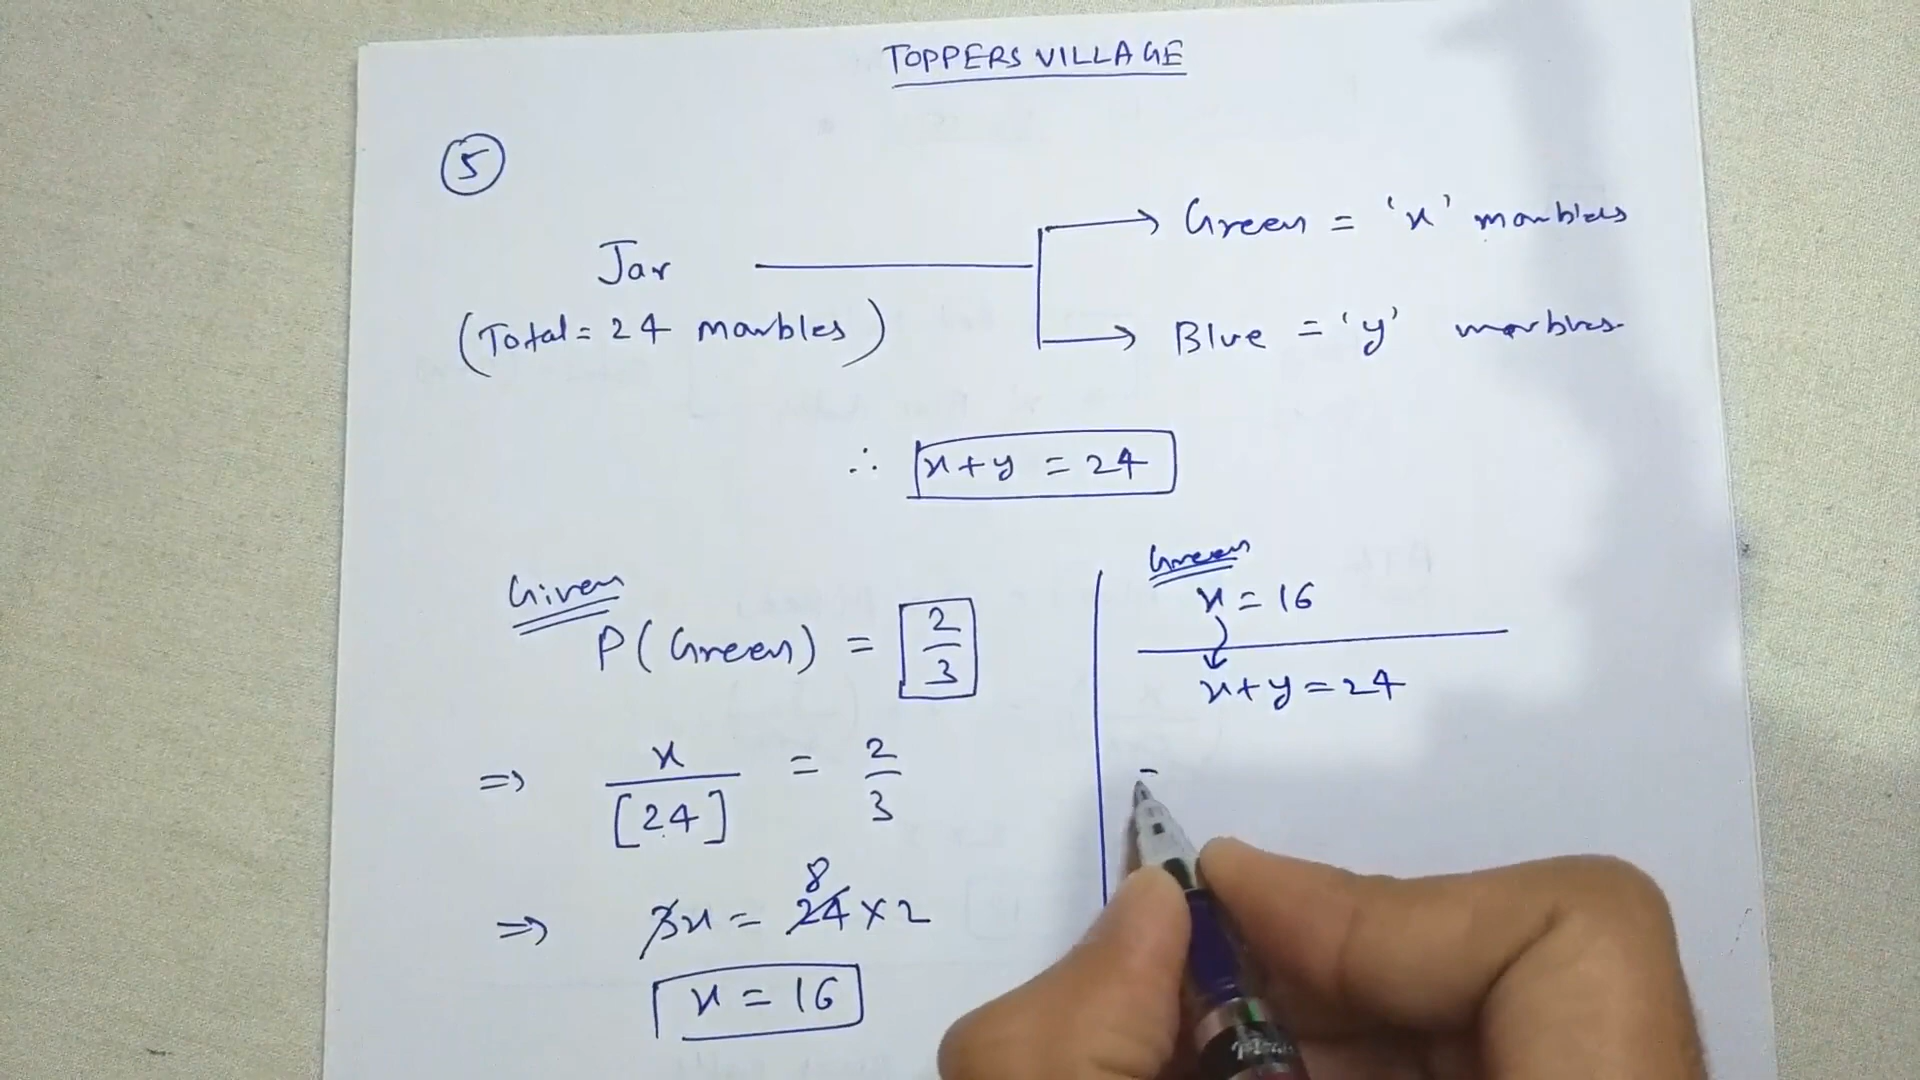 TOPPERS VILLAGE
5
Jar
(Total = 24 marbles)
Green = 'x' marbles
Blue = 'y' marbles
∴ x+y = 24
Given
P(Green) = 2/3
=> x/[24] = 2/3
=> 3x = 24 × 2
8
x = 16
Green
x = 16
x+y = 24